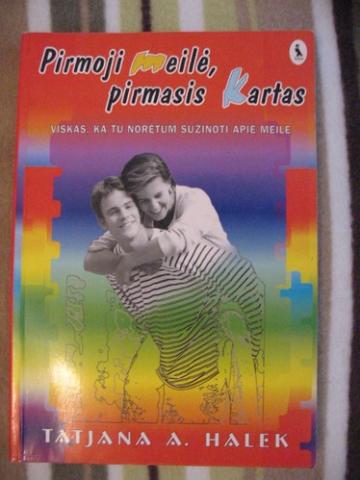 Pirmoji meilė,
pirmasis Kartas
VISKAS, KĄ TU NORĖTUM SUŽINOTI APIE MEILĘ
TATJANA A. HALEK